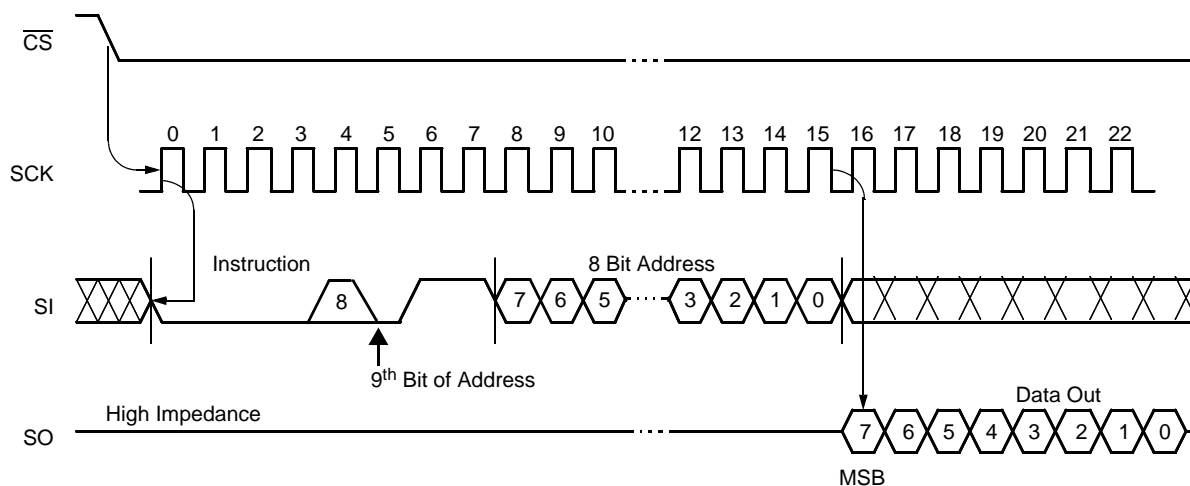 CS
0 1 2 3 4 5 6 7 8 9 10 12 13 14 15 16 17 18 19 20 21 22
SCK
Instruction
8 Bit Address
SI
8
7 6 5 3 2 1 0
9th Bit of Address
High Impedance
Data Out
SO
7 6 5 4 3 2 1 0
MSB